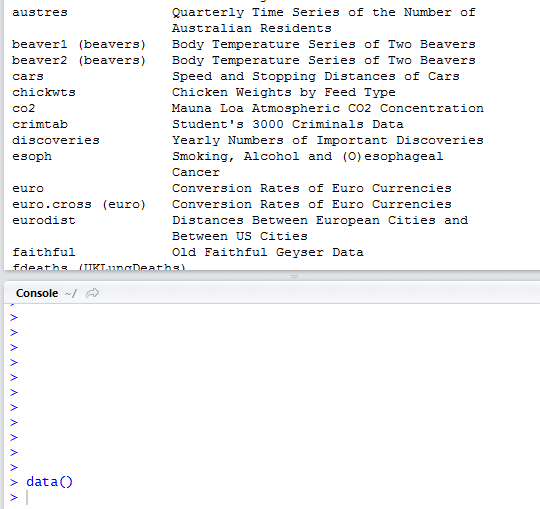 austres Quarterly Time Series of the Number of
Australian Residents
beaver1 (beavers) Body Temperature Series of Two Beavers
beaver2 (beavers) Body Temperature Series of Two Beavers
cars Speed and Stopping Distances of Cars
chickwts Chicken Weights by Feed Type
co2 Mauna Loa Atmospheric CO2 Concentration
crimtab Student's 3000 Criminals Data
discoveries Yearly Numbers of Important Discoveries
esoph Smoking, Alcohol and (O)esophageal
Cancer
euro Conversion Rates of Euro Currencies
euro.cross (euro) Conversion Rates of Euro Currencies
eurodist Distances Between European Cities and
Between US Cities
faithful Old Faithful Geyser Data
fdeaths (UKLungDeaths)
Console ~/
>
>
>
>
>
>
>
>
>
>
>
> data()
>